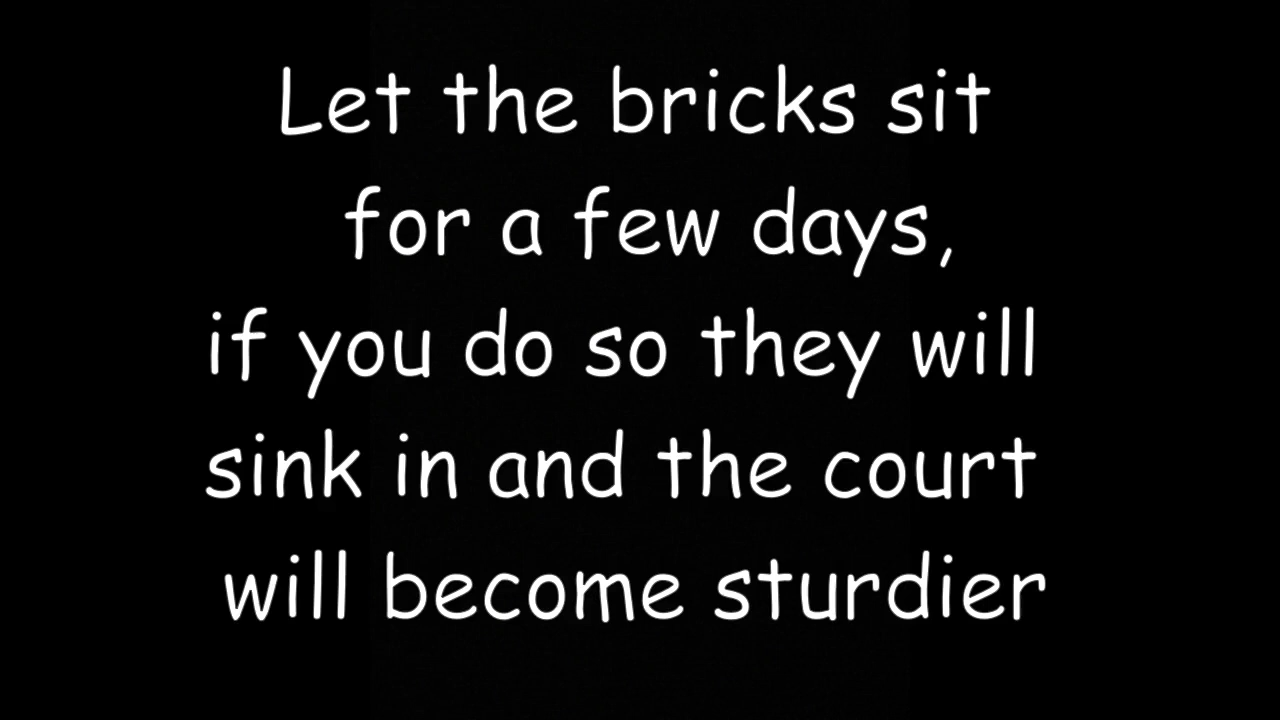 Let the bricks sit
for a few days,
if you do so they will
sink in and the court
will become sturdier